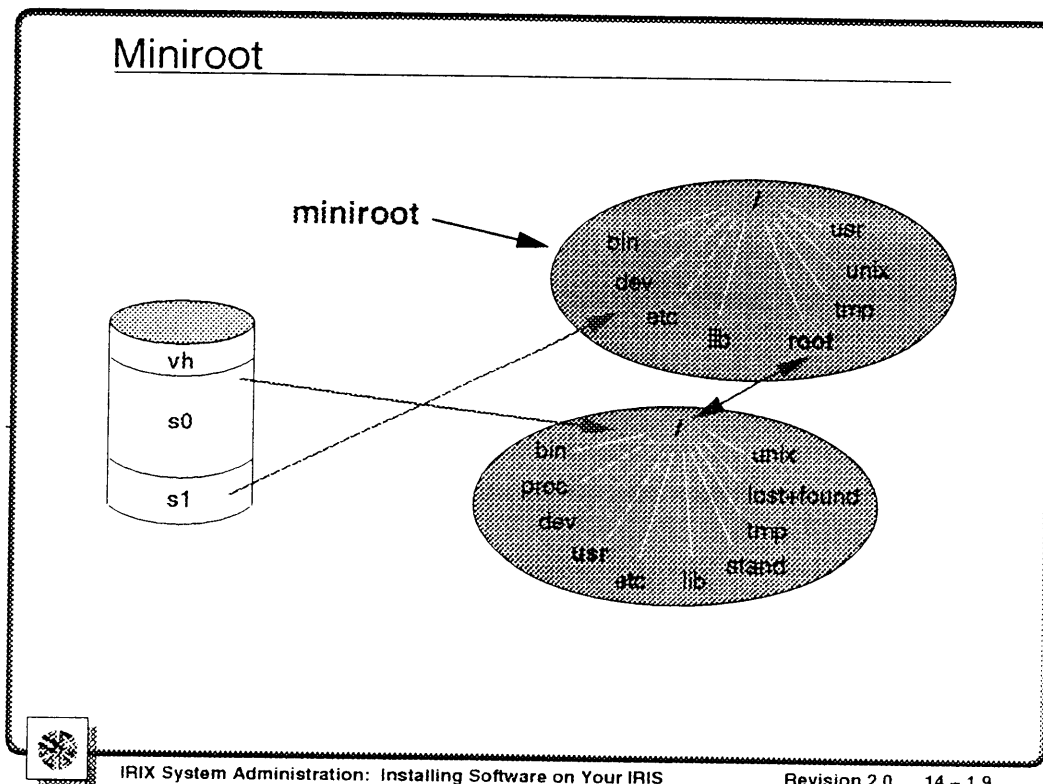 Miniroot
miniroot
/
bin
usr
dev
unix
etc
tmp
lib
root
vh
s0
s1
/
bin
unix
proc
lost+found
dev
tmp
usr
stand
etc
lib
IRIX System Administration: Installing Software on Your IRIS
Revision 2.0 14 – 1.9